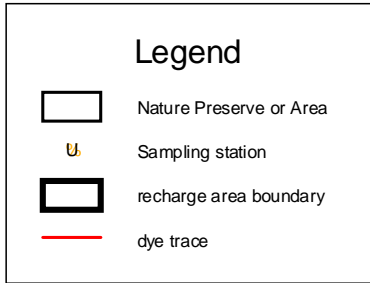 Legend
Nature Preserve or Area
U% Sampling station
recharge area boundary
dye trace